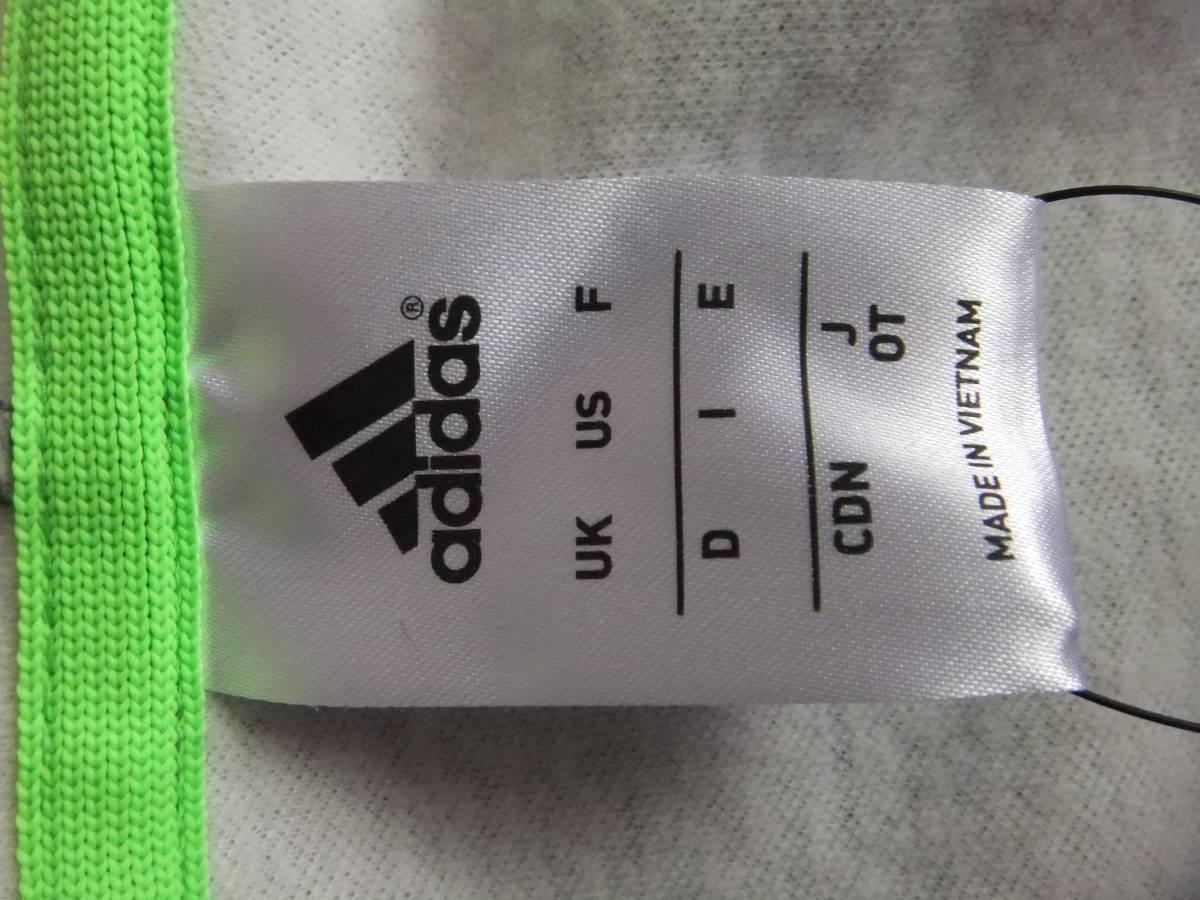 adidas®
UK US F
D I E
CDN J
OT
MADE IN VIETNAM